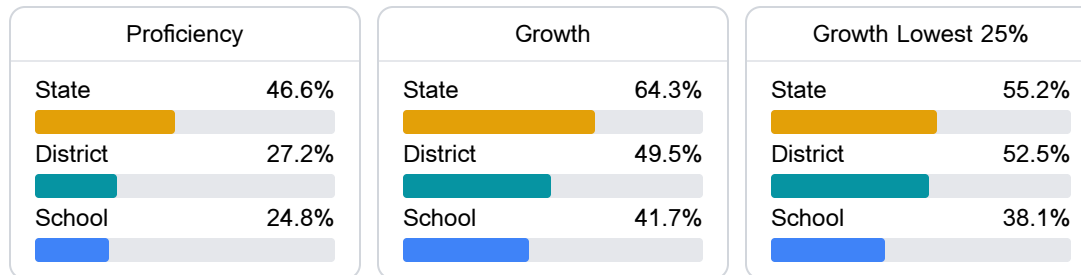 Proficiency
State 46.6%
District 27.2%
School 24.8%
Growth
State 64.3%
District 49.5%
School 41.7%
Growth Lowest 25%
State 55.2%
District 52.5%
School 38.1%